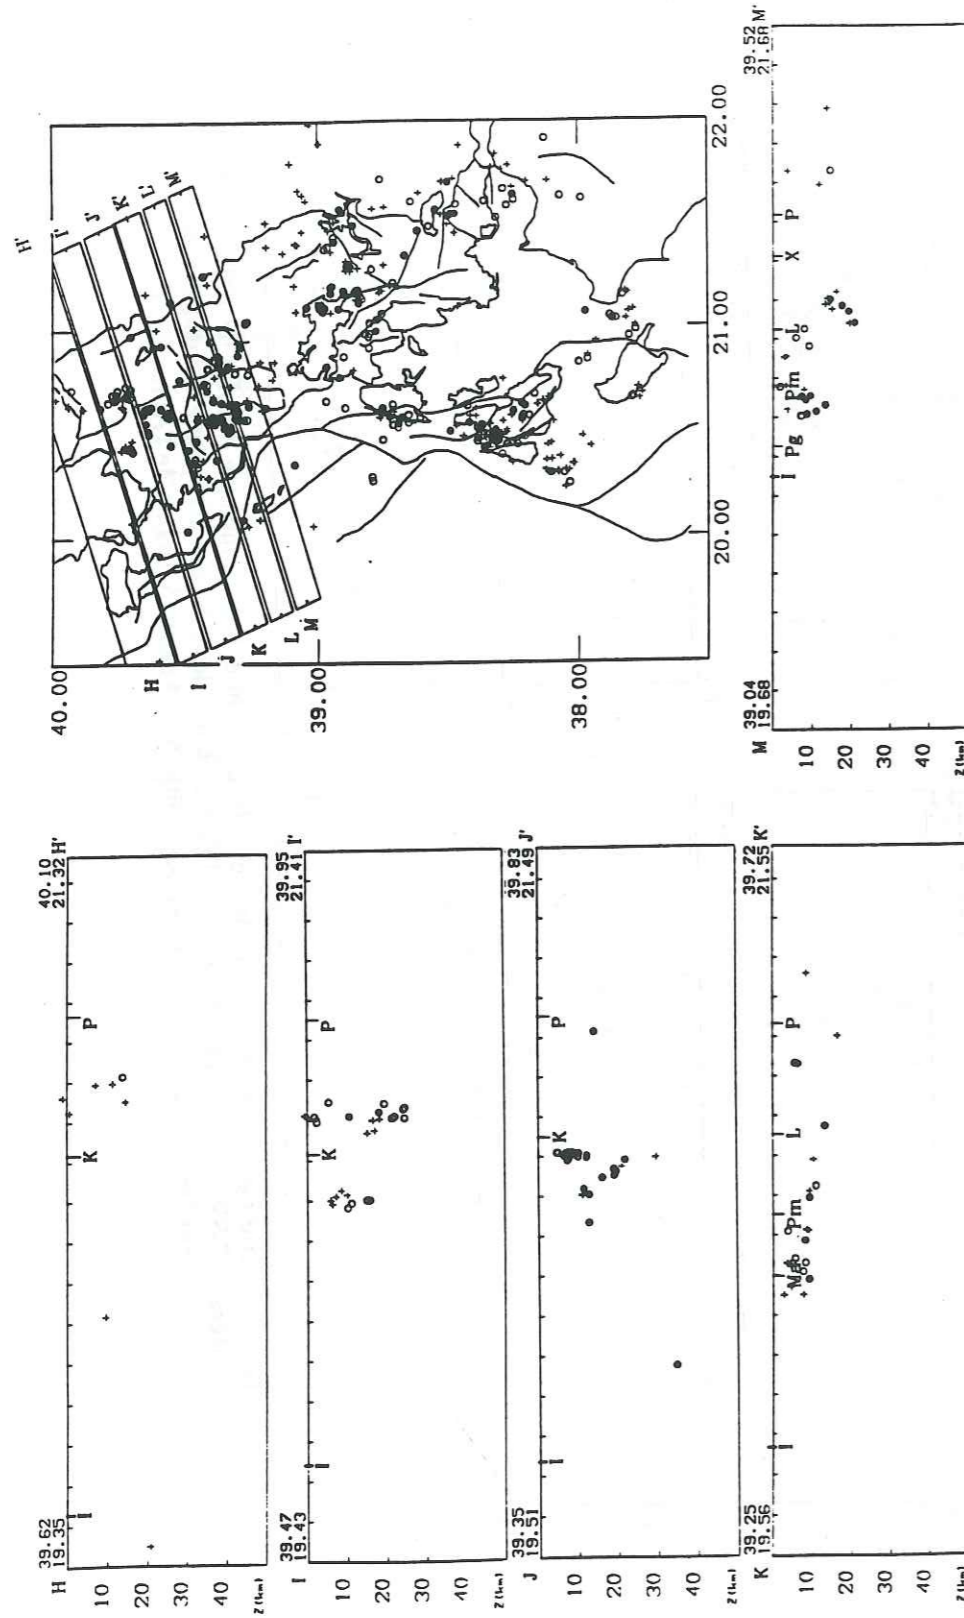 H'
I'
J'
K'
L'
M'
40.00
39.00
38.00
H
I
J
K
L
M
20.00
21.00
22.00
39.62
19.35
40.10
21.32
H
H'
I
K
P
10
20
30
40
Z(km)
39.47
19.43
39.95
21.41
I
I'
I
K
P
10
20
30
40
Z(km)
39.35
19.51
39.83
21.49
J
J'
I
K
P
10
20
30
40
Z(km)
39.25
19.56
39.72
21.55
K
K'
I
Pm
L
P
10
20
30
40
Z(km)
39.04
19.68
39.52
21.68
M
M'
I
Pg
Pm
L
X
P
10
20
30
40
Z(km)